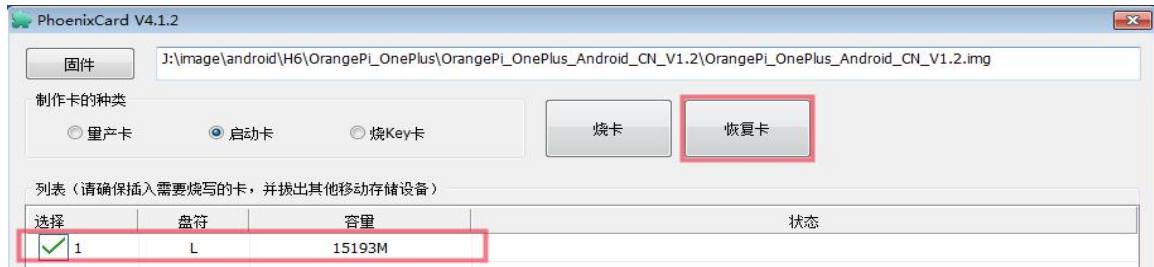 PhoenixCard V4.1.2
固件 J:\image\android\H6\OrangePi_OnePlus\OrangePi_OnePlus_Android_CN_V1.2\OrangePi_OnePlus_Android_CN_V1.2.img
制作卡的种类
量产卡 启动卡 烧Key卡 烧卡 恢复卡
列表（请确保插入需要烧写的卡，并拔出其他移动存储设备）
选择 盘符 容量 状态
1 L 15193M